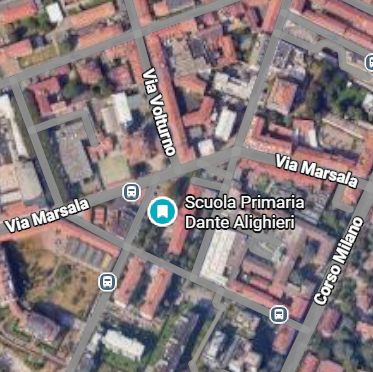 Via Volturno
Via Marsala
Scuola Primaria
Dante Alighieri
Via Marsala
Corso Milano